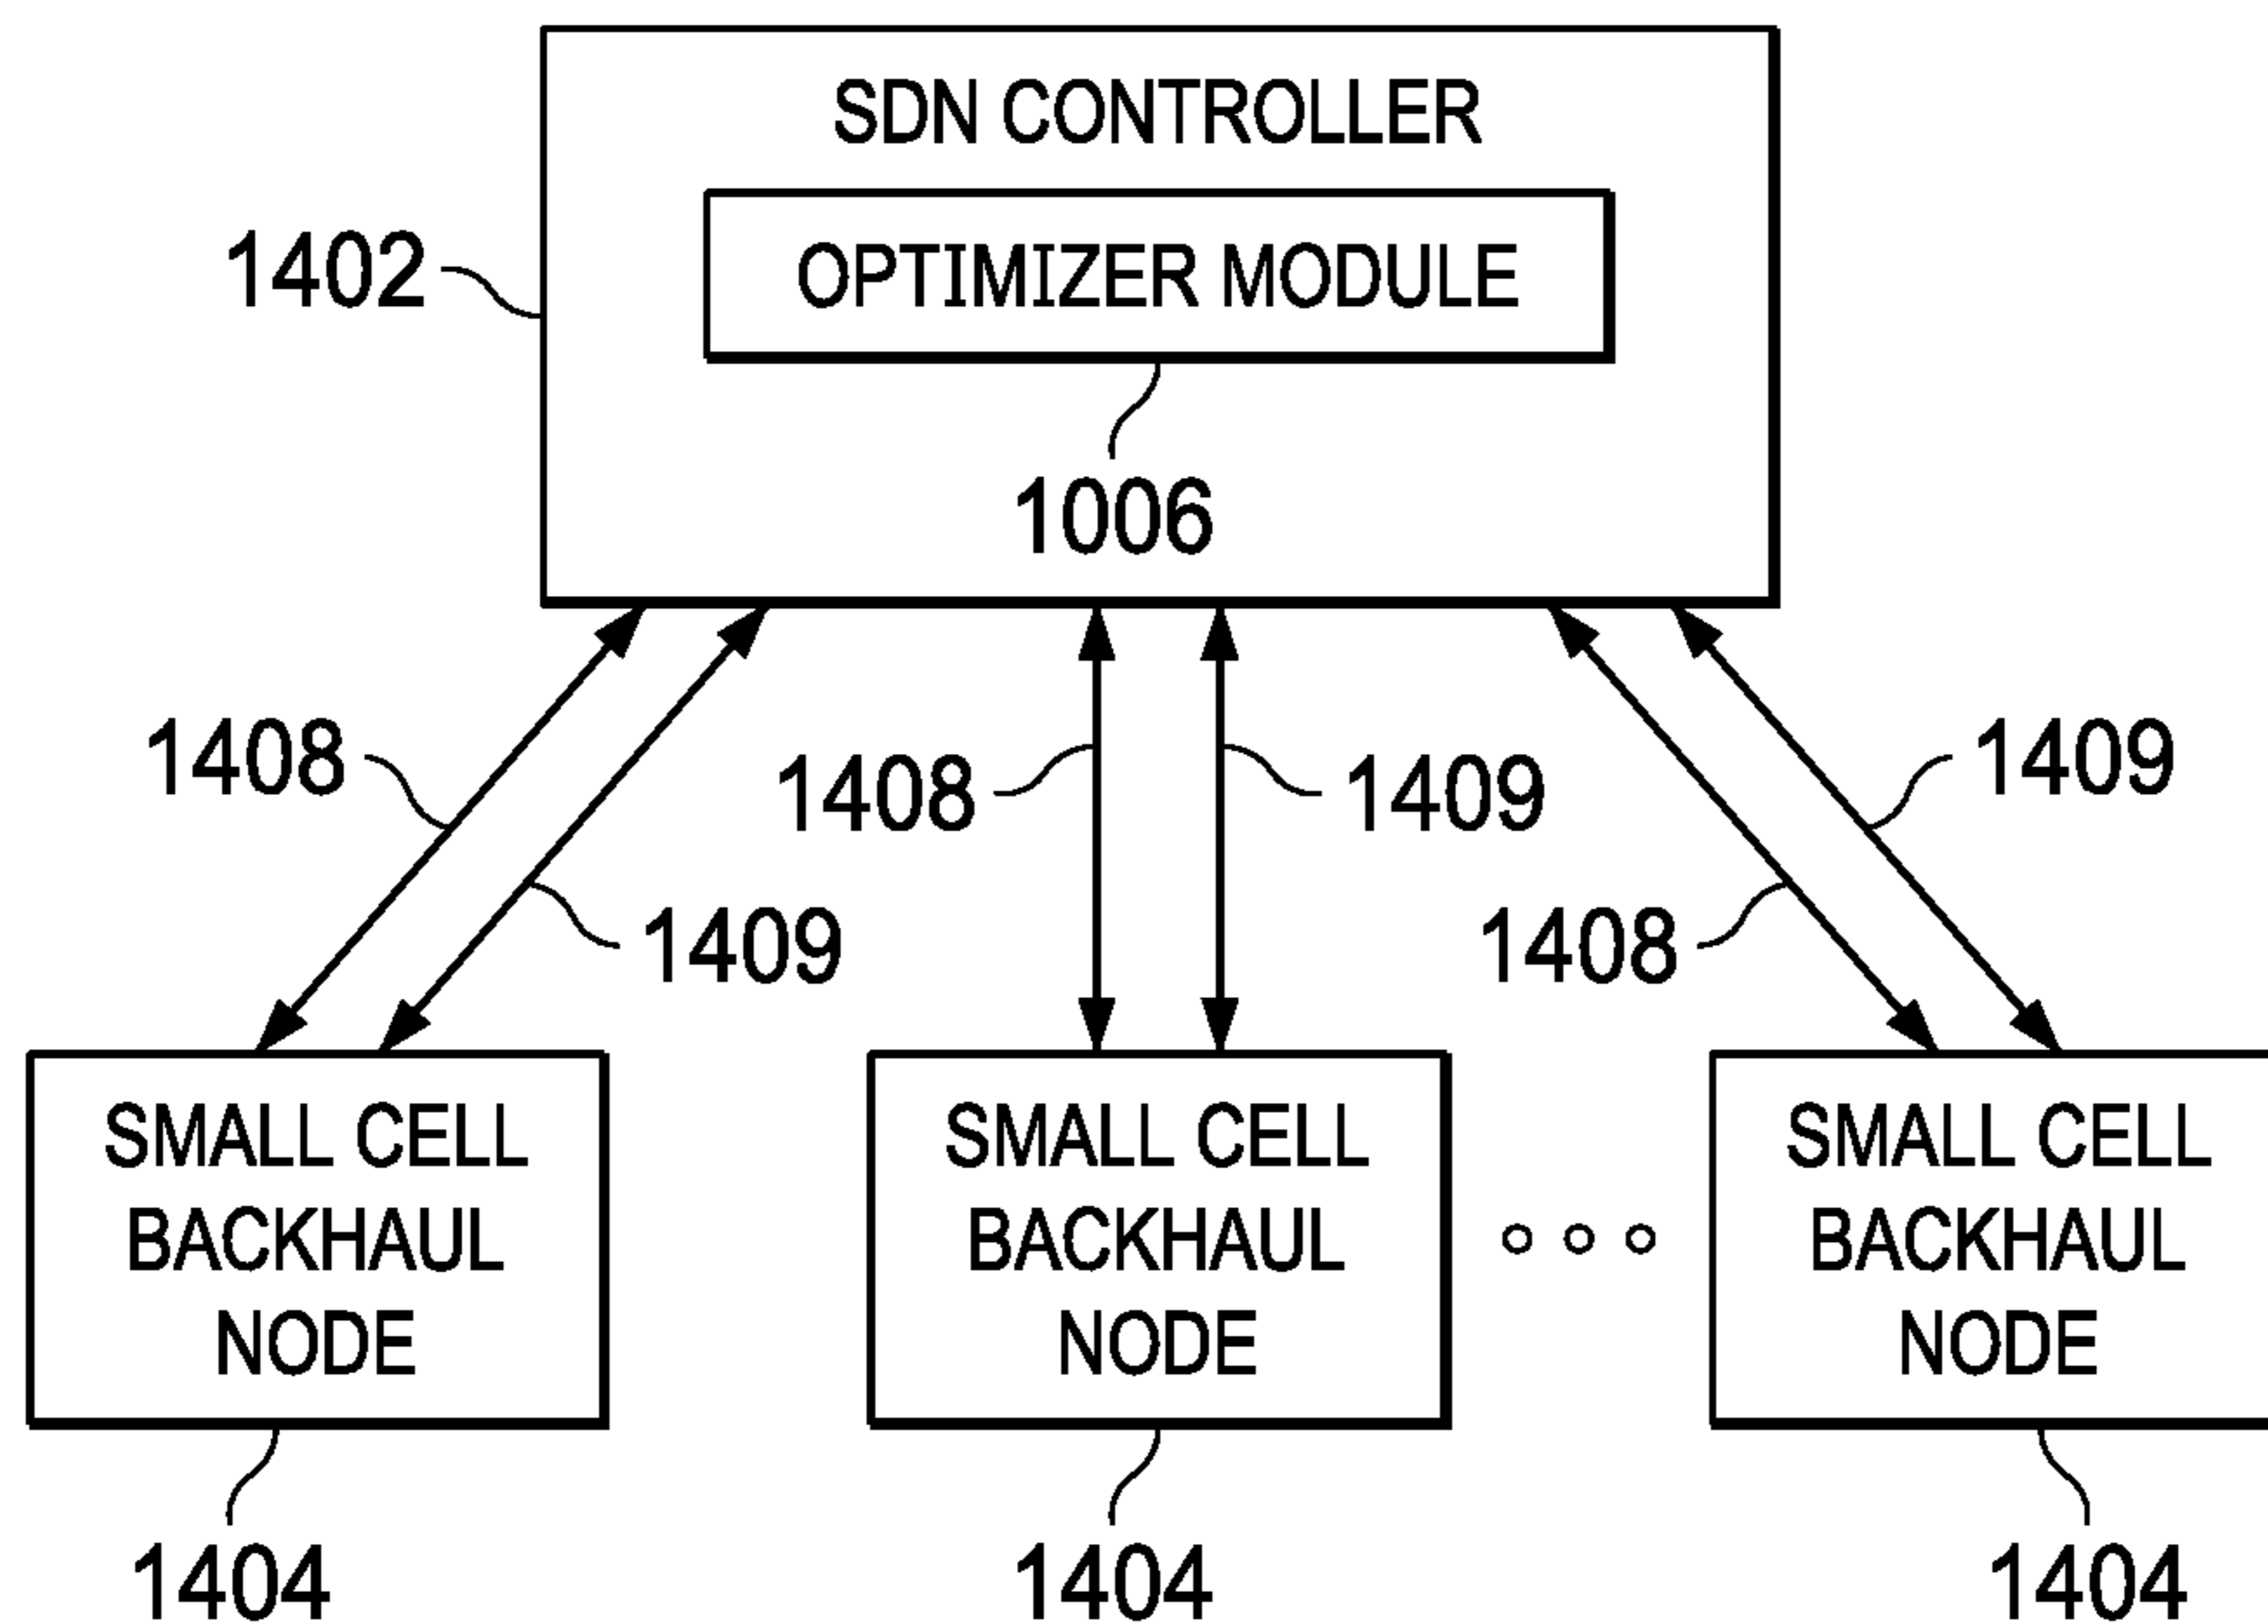 SDN CONTROLLER
OPTIMIZER MODULE
1402
1006
1408
1408
1409
1409
1409
1408
SMALL CELL
BACKHAUL
NODE
SMALL CELL
BACKHAUL
NODE
SMALL CELL
BACKHAUL
NODE
1404
1404
1404